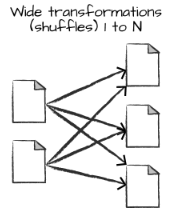 Wide transformations
(shuffles) 1 to N